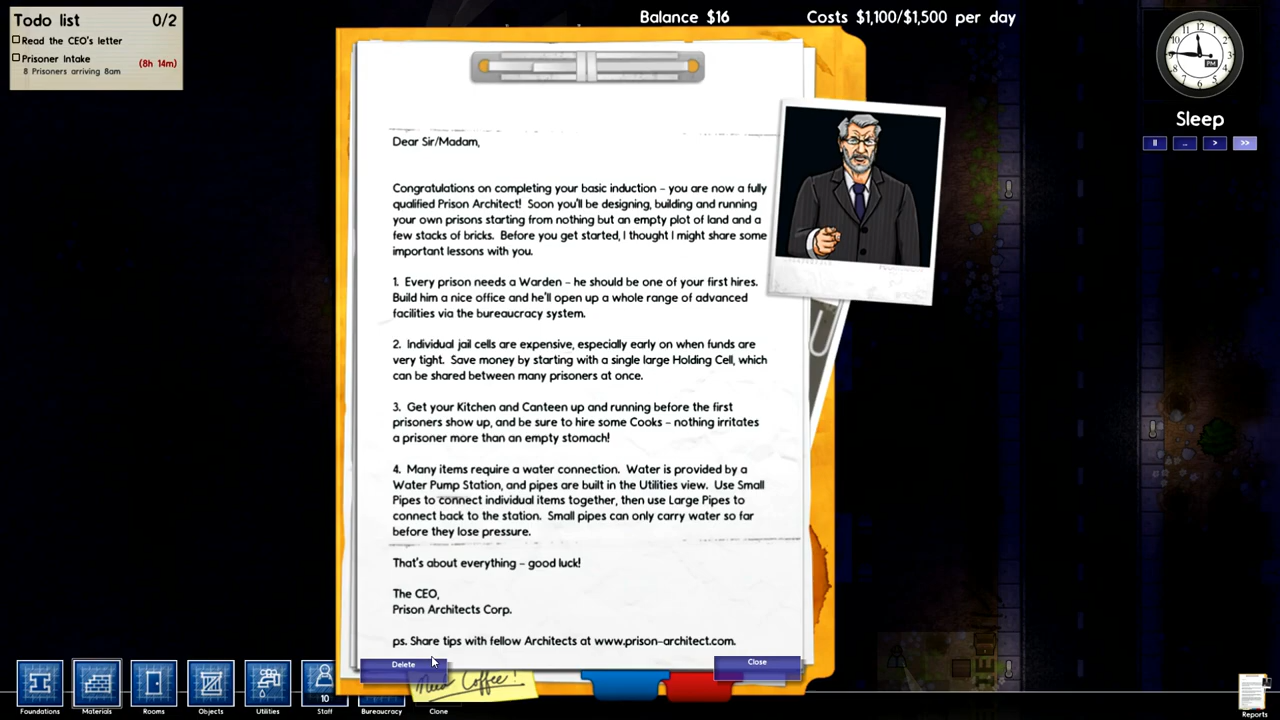 Todo list 0/2
Read the CEO's letter
Prisoner Intake
8 Prisoners arriving 8am
(8h 14m)
Balance $16
Costs $1,100/$1,500 per day
PM
Sleep
II
...
>
>>
Dear Sir/Madam,
Congratulations on completing your basic induction - you are now a fully
qualified Prison Architect! Soon you'll be designing, building and running
your own prisons starting from nothing but an empty plot of land and a
few stacks of bricks. Before you get started, I thought I might share some
important lessons with you.
1. Every prison needs a Warden - he should be one of your first hires.
Build him a nice office and he'll open up a whole range of advanced
facilities via the bureaucracy system.
2. Individual jail cells are expensive, especially early on when funds are
very tight. Save money by starting with a single large Holding Cell, which
can be shared between many prisoners at once.
3. Get your Kitchen and Canteen up and running before the first
prisoners show up, and be sure to hire some Cooks - nothing irritates
a prisoner more than an empty stomach!
4. Many items require a water connection. Water is provided by a
Water Pump Station, and pipes are built in the Utilities view. Use Small
Pipes to connect individual items together, then use Large Pipes to
connect back to the station. Small pipes can only carry water so far
before they lose pressure.
That's about everything - good luck!
The CEO,
Prison Architects Corp.
ps. Share tips with fellow Architects at www.prison-architect.com.
Delete
Close
Need Coffee!
10
Foundations
Materials
Rooms
Objects
Utilities
Staff
Bureaucracy
Clone
Reports